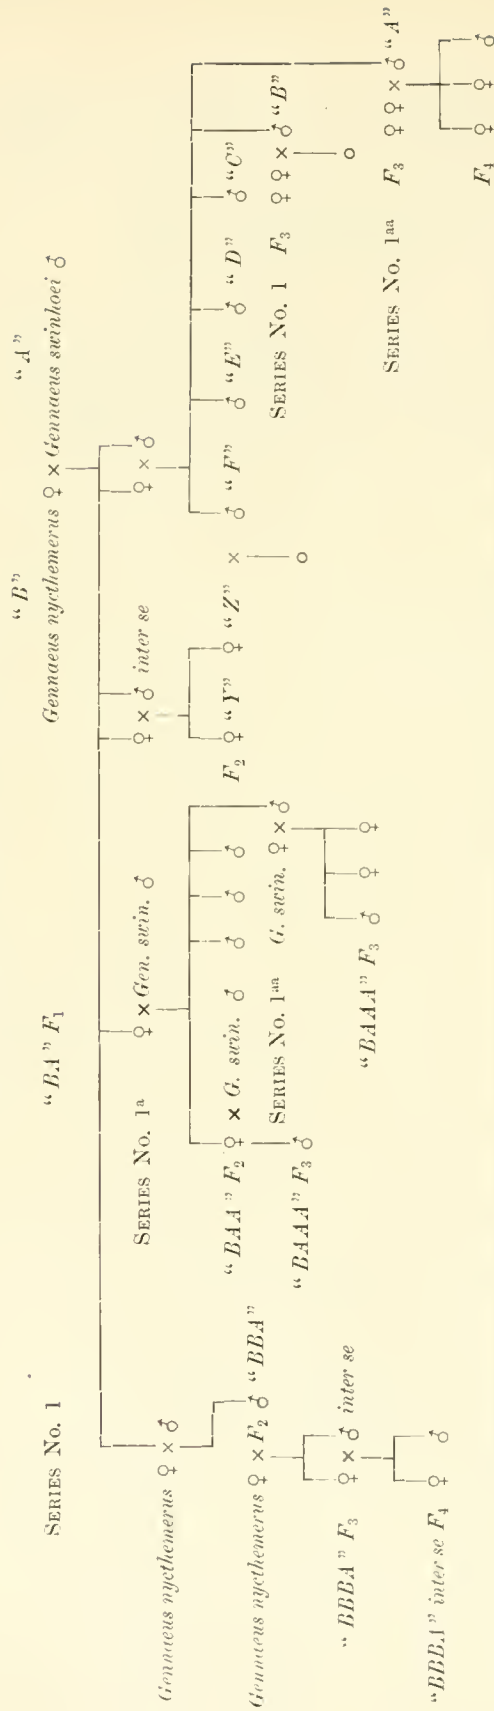 SERIES No. 1
"B" "A"
Gennaeus nycthemerus ♀ × Gennaeus swinhoei ♂
"BA" F₁
Gennaeus nycthemerus ♀ × ♂
♀ × Gen. swin. ♂
♀ × ♂ inter se
♀ × ♂
SERIES No. 1a
♂ "BBA"
Gennaeus nycthemerus ♀ × F₂
"BAA" F₂ ♀ × G. swin. ♂ ♂ ♂ ♂
F₂ ♀ "Y" ♀ "Z" ×
♂ "F" ♂ "E" ♂ "D" ♂ "C"
SERIES No. 1aa
G. swin. ♀ × ♂
SERIES No. 1 F₃ ♀ ♀ × ♂ "B"
o
o
"BBBA" F₃ ♀ × ♂ inter se
"BAAA" F₃ ♂
"BAAA" F₃ ♂ ♀ ♀
SERIES No. 1aa F₃ ♀ ♀ × ♂ "A"
"BBBA" inter se F₄ ♀ ♂
F₄ ♀ ♀ ♂